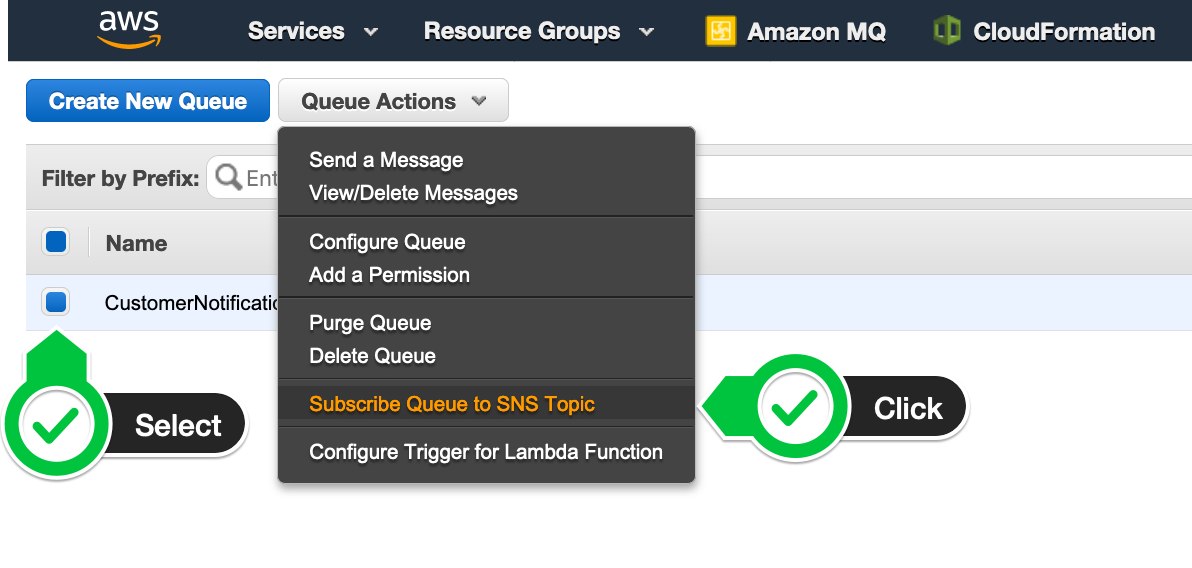 aws Services Resource Groups Amazon MQ CloudFormation
Create New Queue Queue Actions
Send a Message
Filter by Prefix:
View/Delete Messages
Name
Configure Queue
Add a Permission
CustomerNotificatio
Purge Queue
Delete Queue
Subscribe Queue to SNS Topic
Select
Click
Configure Trigger for Lambda Function